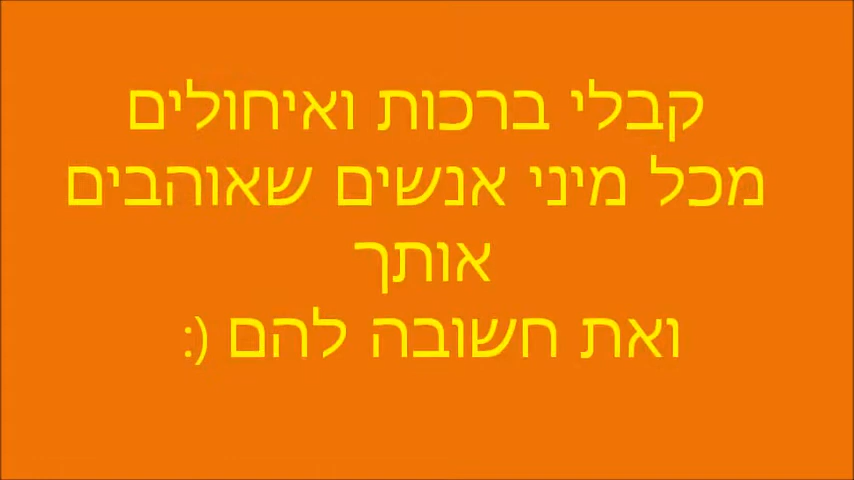 קבלי ברכות ואיחולים
מכל מיני אנשים שאוהבים
אותך
ואת חשובה להם (: